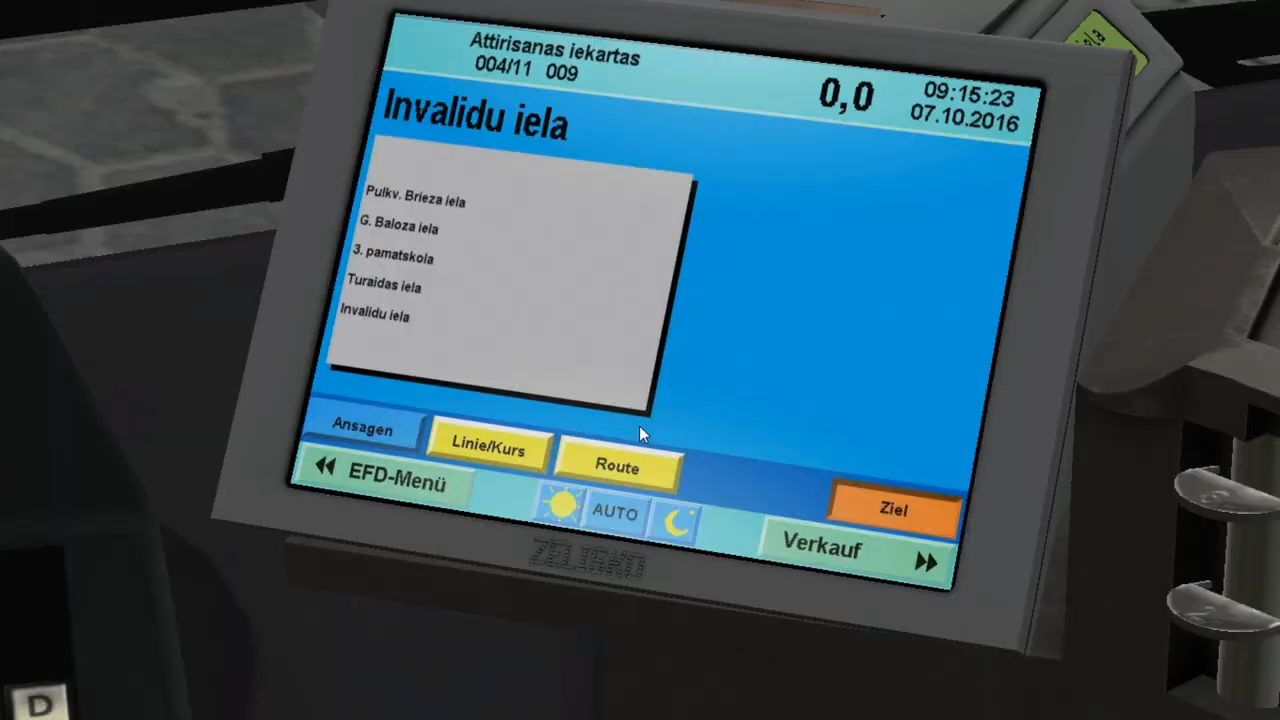 Attirisanas iekartas
004/11 009
0,0
09:15:23
07.10.2016
Invalidu iela
Pulkv. Brieza iela
G. Baloza iela
3. pamatskola
Turaidas iela
Invalidu iela
Ansagen
Linie/Kurs
Route
Ziel
EFD-Menü
AUTO
Verkauf
ZELISKO
D